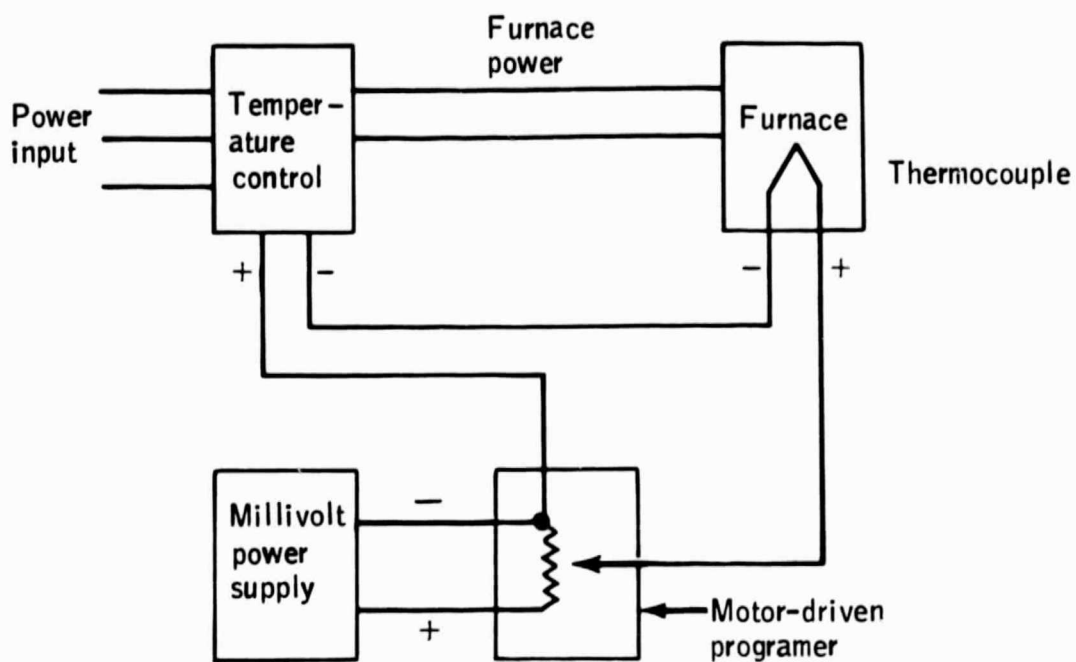 Furnace
power
Power
input
Temper-
ature
control
Furnace
Thermocouple
+
-
-
+
Millivolt
power
supply
—
+
Motor-driven
programer